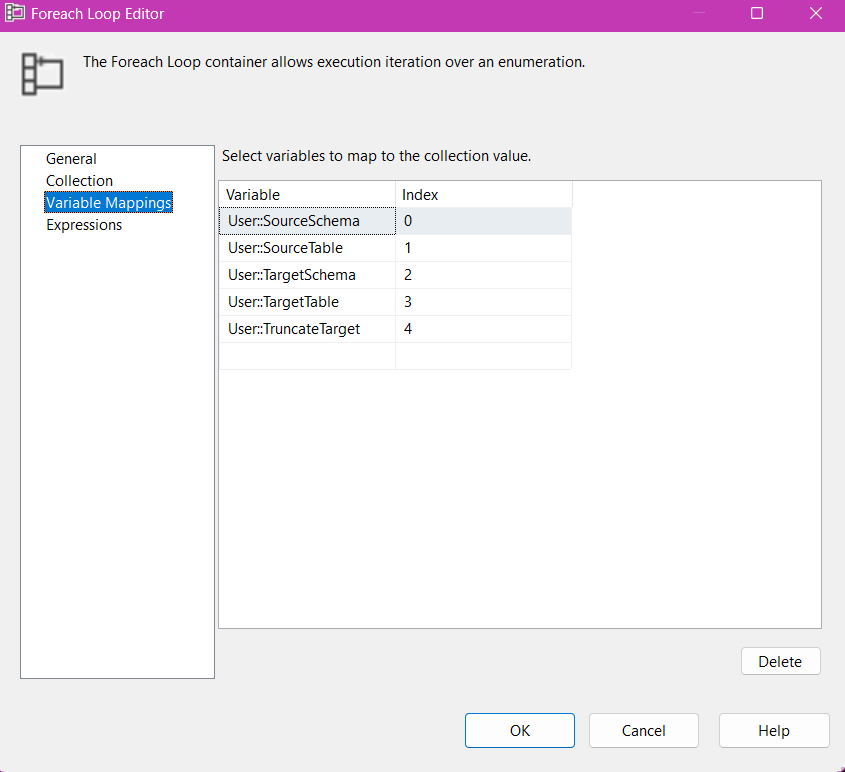 Foreach Loop Editor
The Foreach Loop container allows execution iteration over an enumeration.
General
Collection
Variable Mappings
Expressions
Select variables to map to the collection value.
Variable Index
User::SourceSchema 0
User::SourceTable 1
User::TargetSchema 2
User::TargetTable 3
User::TruncateTarget 4
Delete
OK Cancel Help